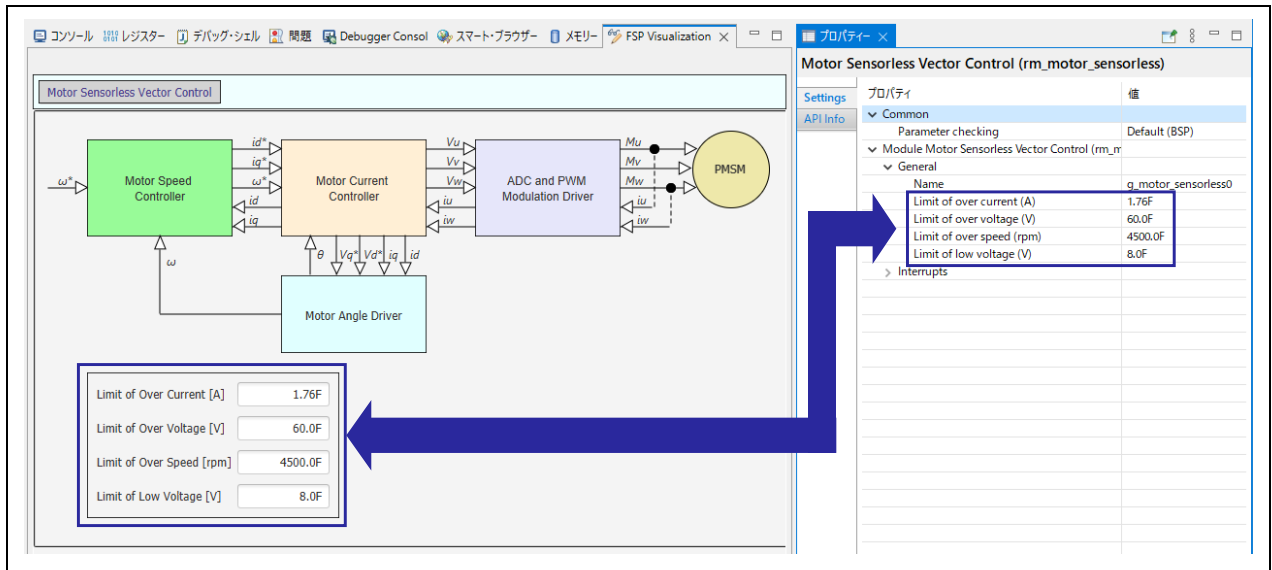 コンソール レジスター デバッグ・シェル 問題 Debugger Consol スマート・ブラウザー メモリー FSP Visualization
Motor Sensorless Vector Control
ω*
Motor Speed
Controller
id*
iq*
ω*
id
iq
Motor Current
Controller
Vu
Vv
Vw
iu
iw
ADC and PWM
Modulation Driver
Mu
Mv
Mw
iu
iw
PMSM
ω
θ Vq* Vd* iq id
Motor Angle Driver
Limit of Over Current [A] 1.76F
Limit of Over Voltage [V] 60.0F
Limit of Over Speed [rpm] 4500.0F
Limit of Low Voltage [V] 8.0F
プロパティー
Motor Sensorless Vector Control (rm_motor_sensorless)
Settings
API Info
プロパティ 値
Common
Parameter checking Default (BSP)
Module Motor Sensorless Vector Control (rm_m
General
Name g_motor_sensorless0
Limit of over current (A) 1.76F
Limit of over voltage (V) 60.0F
Limit of over speed (rpm) 4500.0F
Limit of low voltage (V) 8.0F
Interrupts